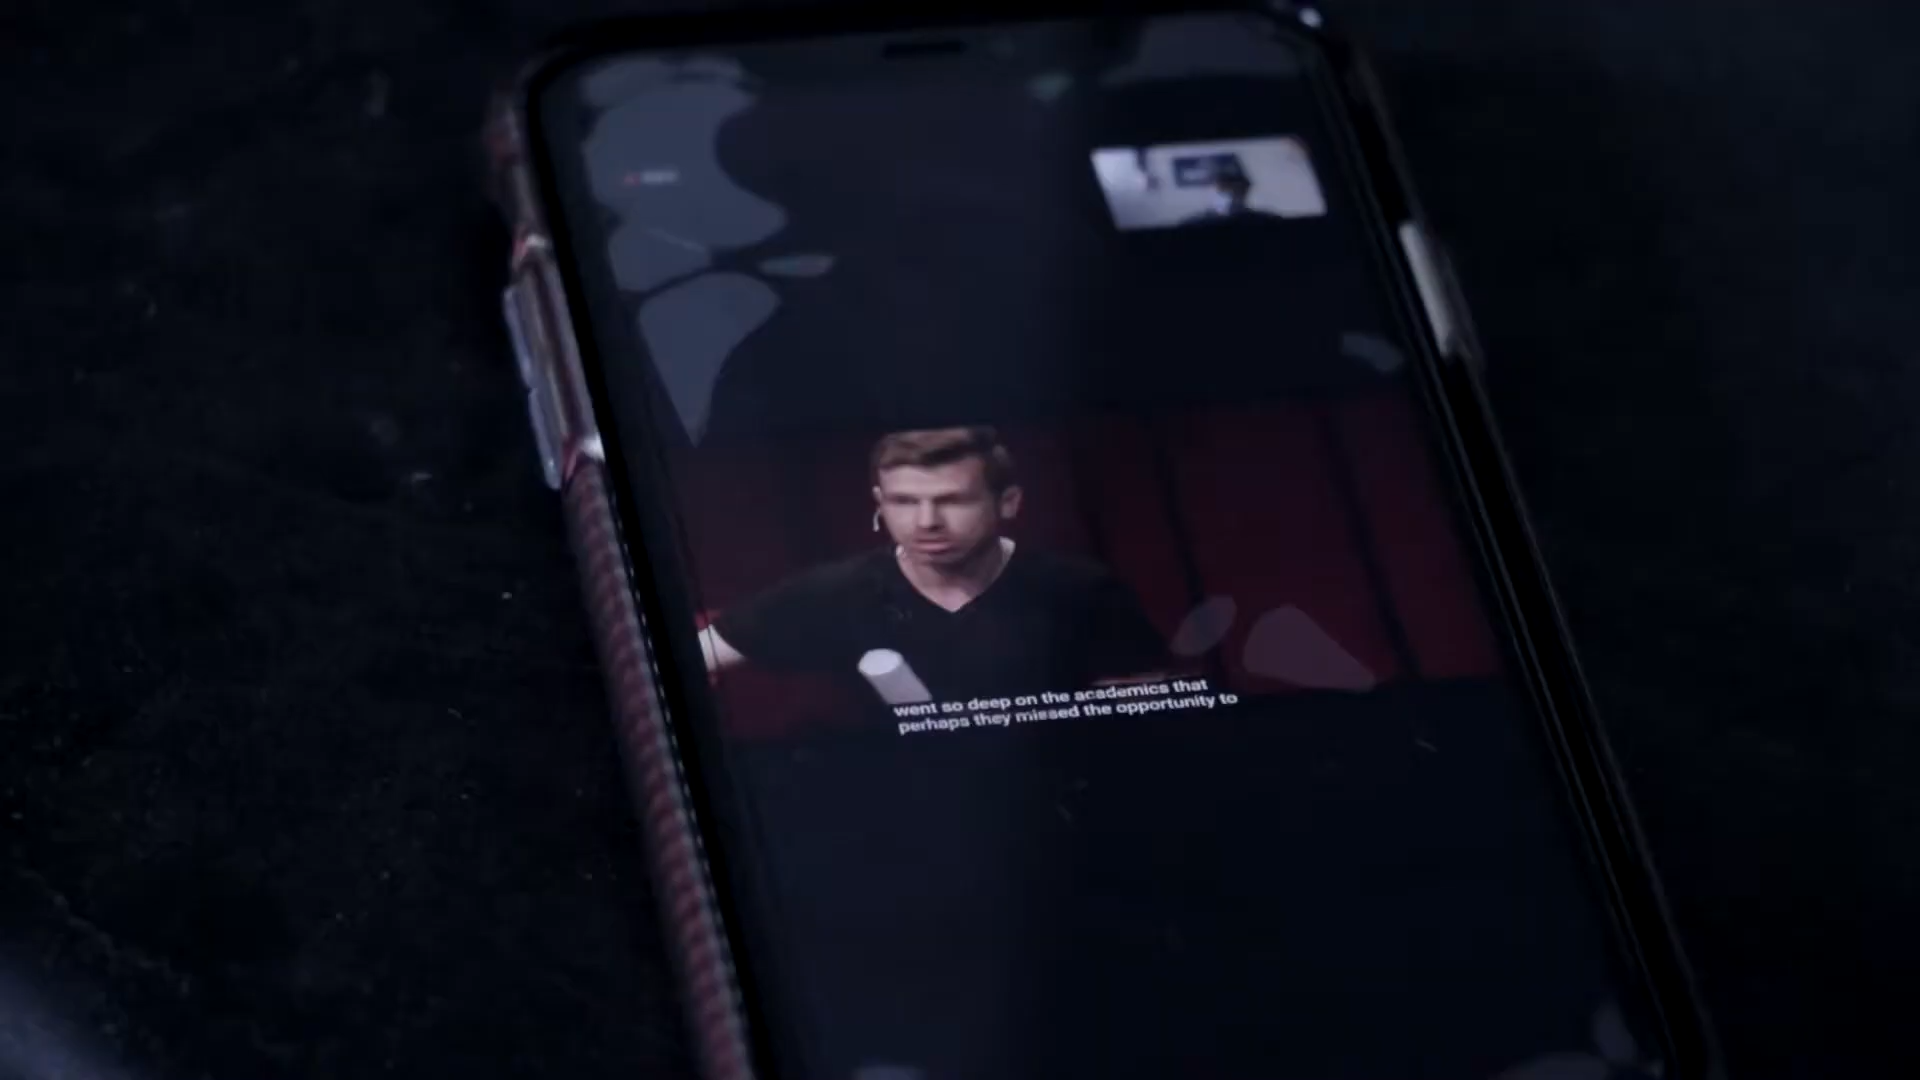 went so deep on the academics that
perhaps they missed the opportunity to